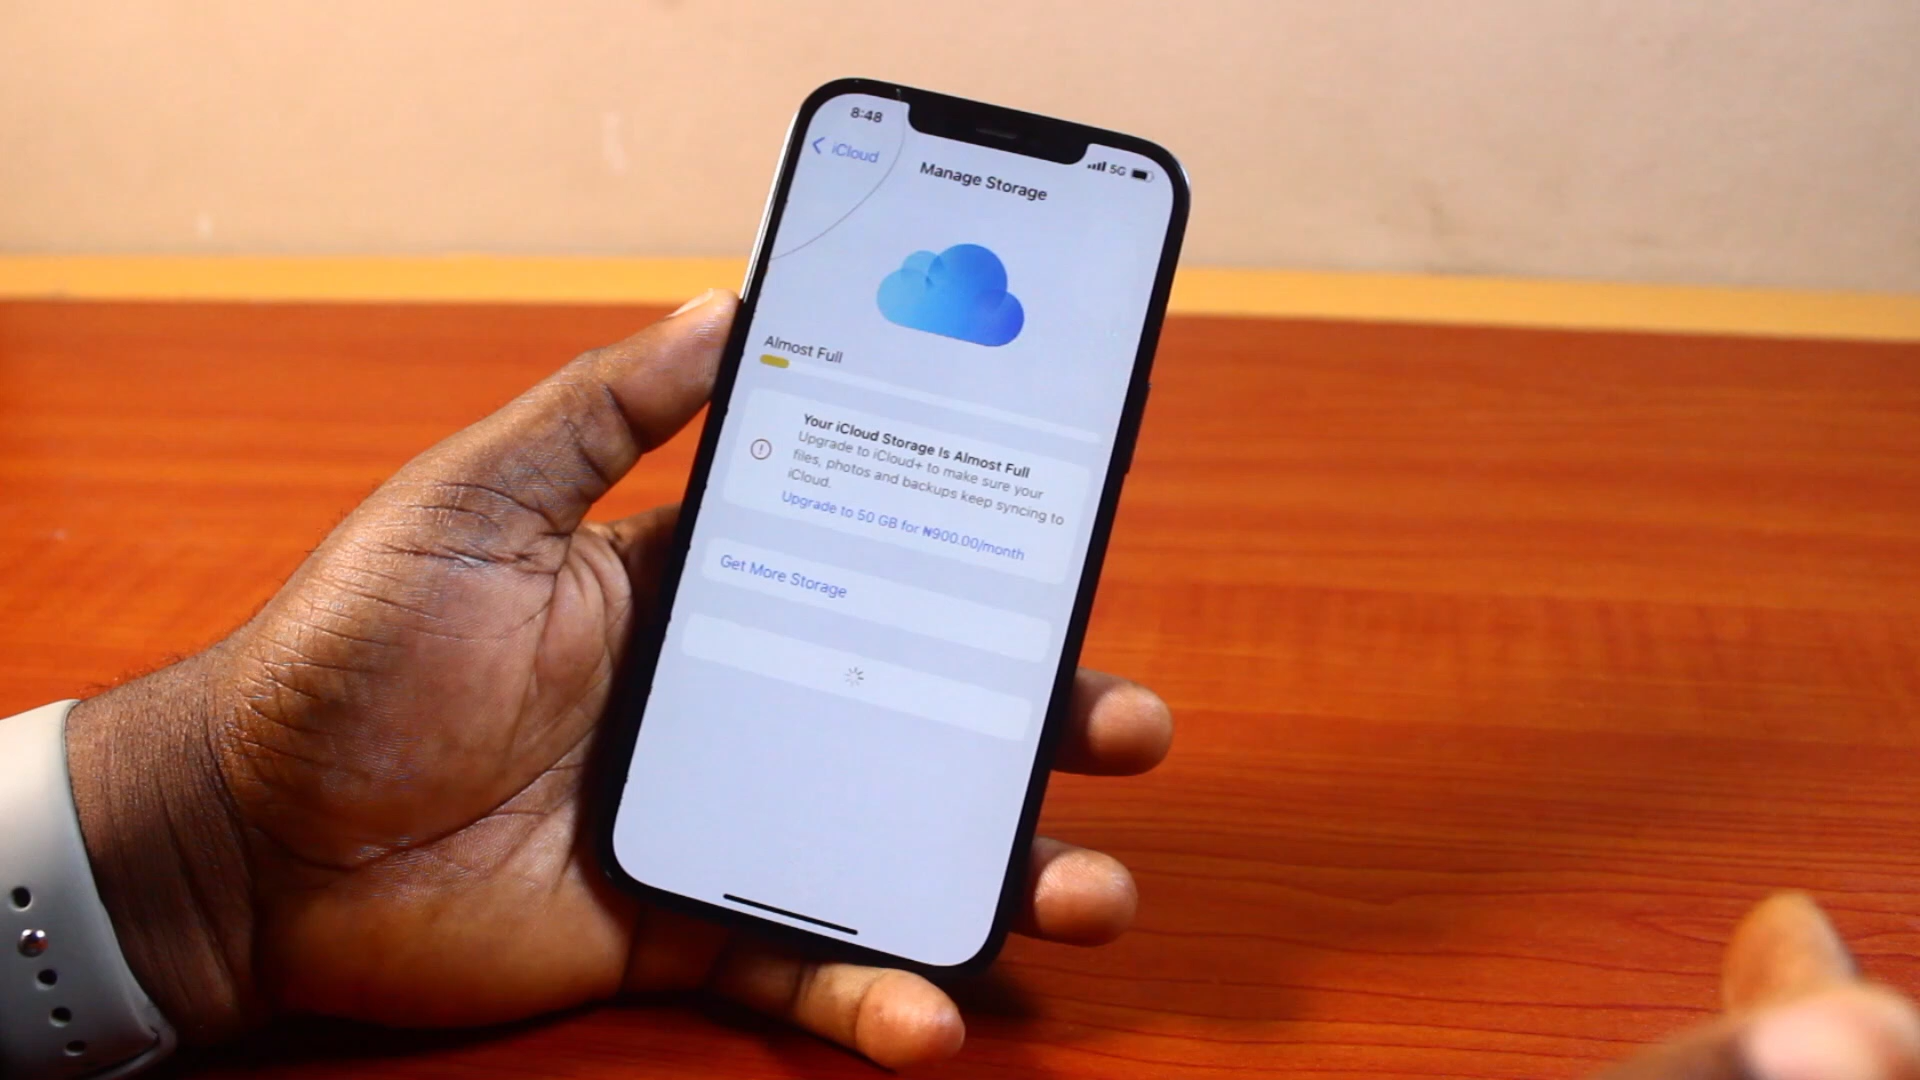 8:48
5G
iCloud
Manage Storage
Almost Full
Your iCloud Storage Is Almost Full
Upgrade to iCloud+ to make sure your
files, photos and backups keep syncing to
iCloud.
Upgrade to 50 GB for ₦900.00/month
Get More Storage